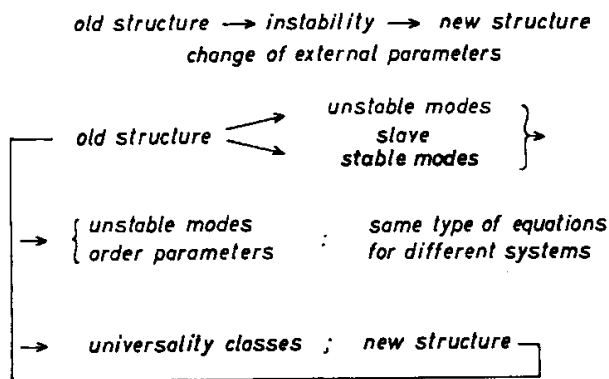 old structure → instability → new structure
change of external parameters
unstable modes
old structure slave
stable modes
unstable modes : same type of equations
order parameters for different systems
universality classes ; new structure